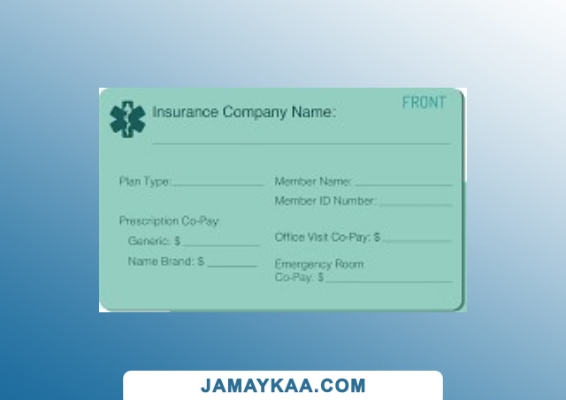 FRONT
Insurance Company Name:
Plan Type:
Member Name:
Member ID Number:
Prescription Co-Pay:
Generic: $
Office Visit Co-Pay: $
Name Brand: $
Emergency Room
Co-Pay: $
JAMAYKAA.COM